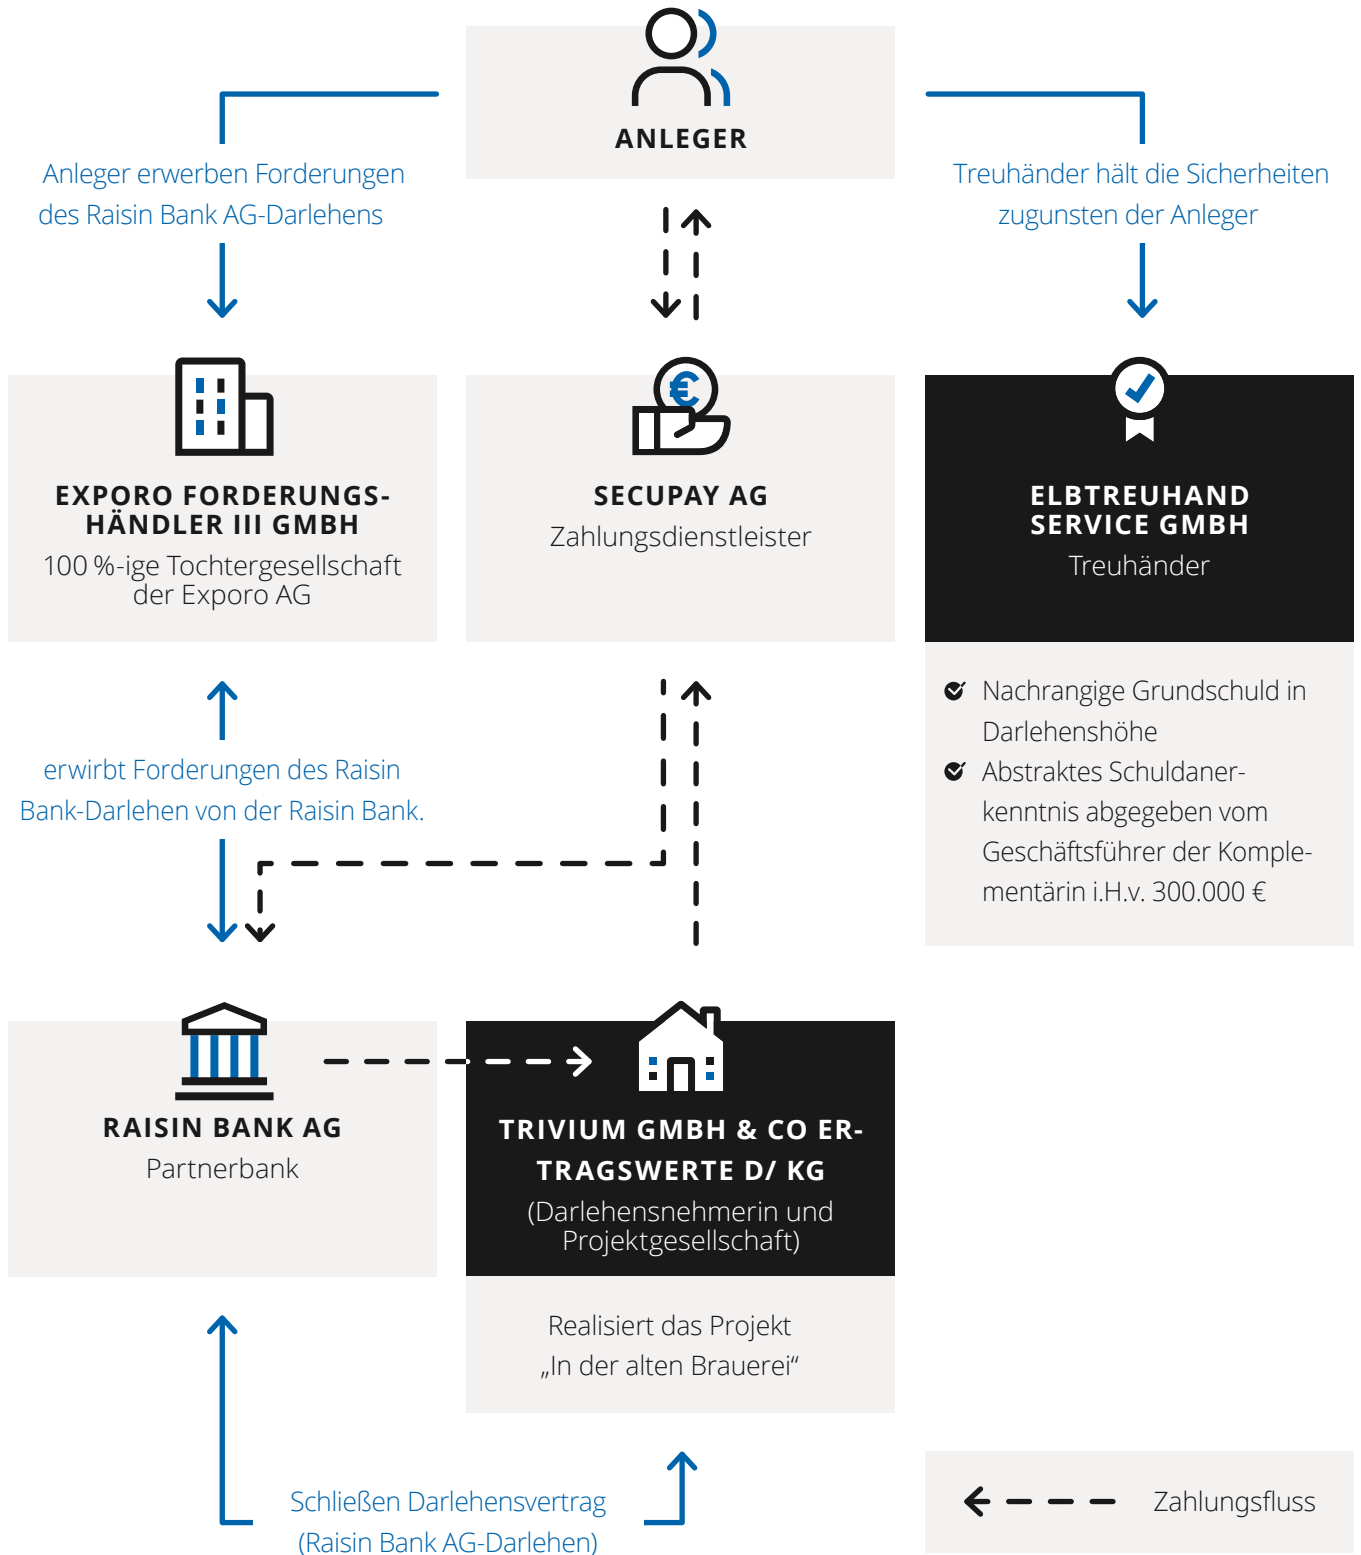 ANLEGER
Anleger erwerben Forderungen
des Raisin Bank AG-Darlehens
Treuhänder hält die Sicherheiten
zugunsten der Anleger
EXPORO FORDERUNGS-
HÄNDLER III GMBH
100 %-ige Tochtergesellschaft
der Exporo AG
SECUPAY AG
Zahlungsdienstleister
ELBTREUHAND
SERVICE GMBH
Treuhänder
Nachrangige Grundschuld in
Darlehenshöhe
Abstraktes Schuldaner-
kenntnis abgegeben vom
Geschäftsführer der Komple-
mentärin i.H.v. 300.000 €
erwirbt Forderungen des Raisin
Bank-Darlehen von der Raisin Bank.
RAISIN BANK AG
Partnerbank
TRIVIUM GMBH & CO ER-
TRAGSWERTE D/ KG
(Darlehensnehmerin und
Projektgesellschaft)
Realisiert das Projekt
„In der alten Brauerei“
Schließen Darlehensvertrag
(Raisin Bank AG-Darlehen)
Zahlungsfluss